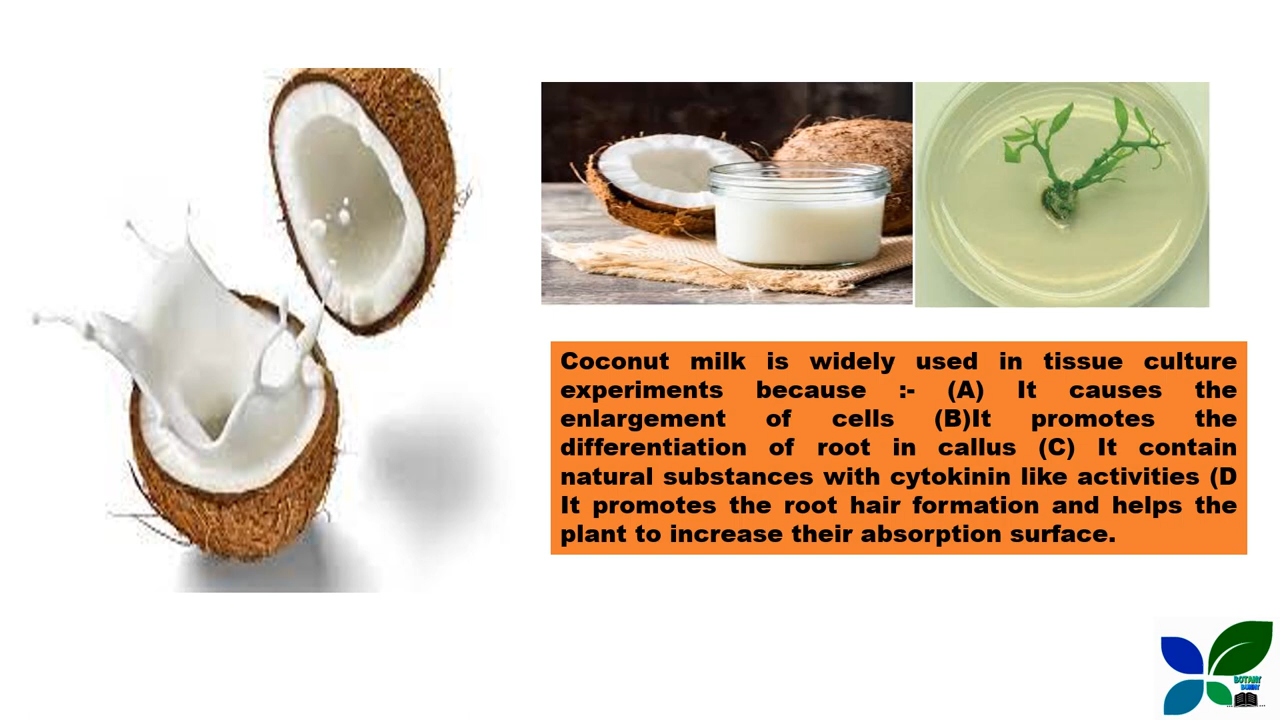 Coconut milk is widely used in tissue culture
experiments because :- (A) It causes the
enlargement of cells (B)It promotes the
differentiation of root in callus (C) It contain
natural substances with cytokinin like activities (D
It promotes the root hair formation and helps the
plant to increase their absorption surface.
BOTANY
BUNNY